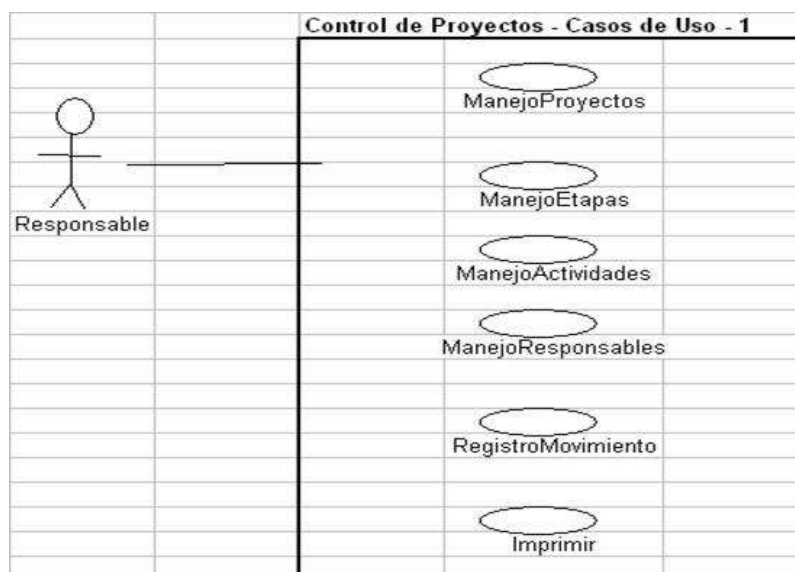 Control de Proyectos - Casos de Uso - 1
ManejoProyectos
ManejoEtapas
Responsable
ManejoActividades
ManejoResponsables
RegistroMovimiento
Imprimir